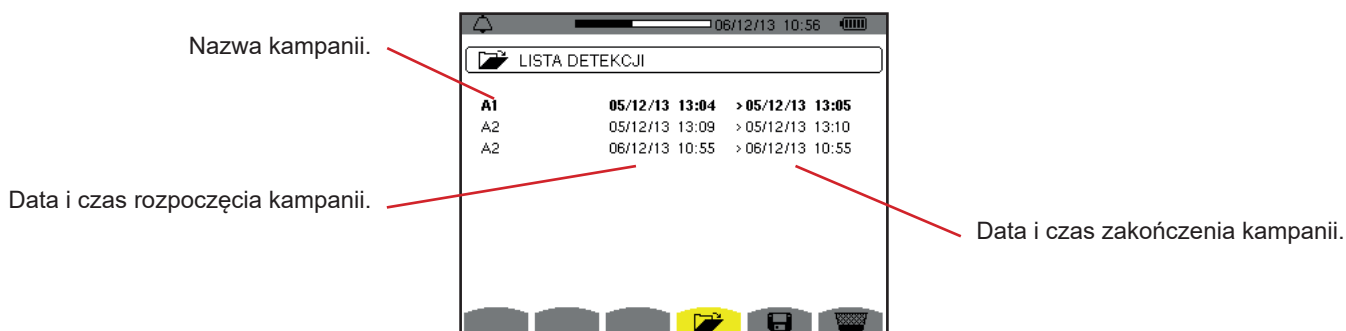 06/12/13 10:56
Nazwa kampanii.
LISTA DETEKCJI
A1 05/12/13 13:04 > 05/12/13 13:05
A2 05/12/13 13:09 > 05/12/13 13:10
A2 06/12/13 10:55 > 06/12/13 10:55
Data i czas rozpoczęcia kampanii.
Data i czas zakończenia kampanii.